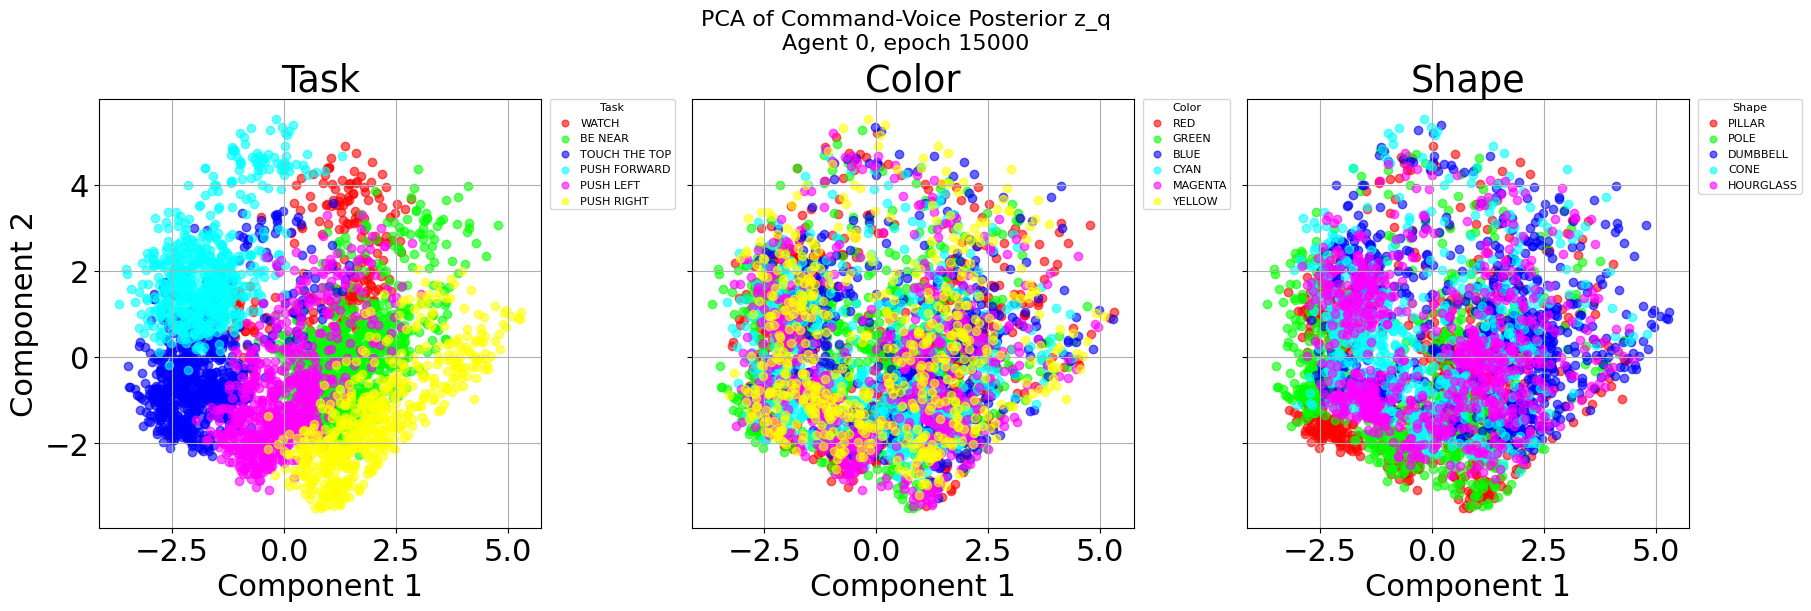 PCA of Command-Voice Posterior z_q
Agent 0, epoch 15000
Task
Component 2
4
2
0
−2
−2.5
0.0
2.5
5.0
Component 1
Task
WATCH
BE NEAR
TOUCH THE TOP
PUSH FORWARD
PUSH LEFT
PUSH RIGHT
Color
−2.5
0.0
2.5
5.0
Component 1
Color
RED
GREEN
BLUE
CYAN
MAGENTA
YELLOW
Shape
−2.5
0.0
2.5
5.0
Component 1
Shape
PILLAR
POLE
DUMBBELL
CONE
HOURGLASS